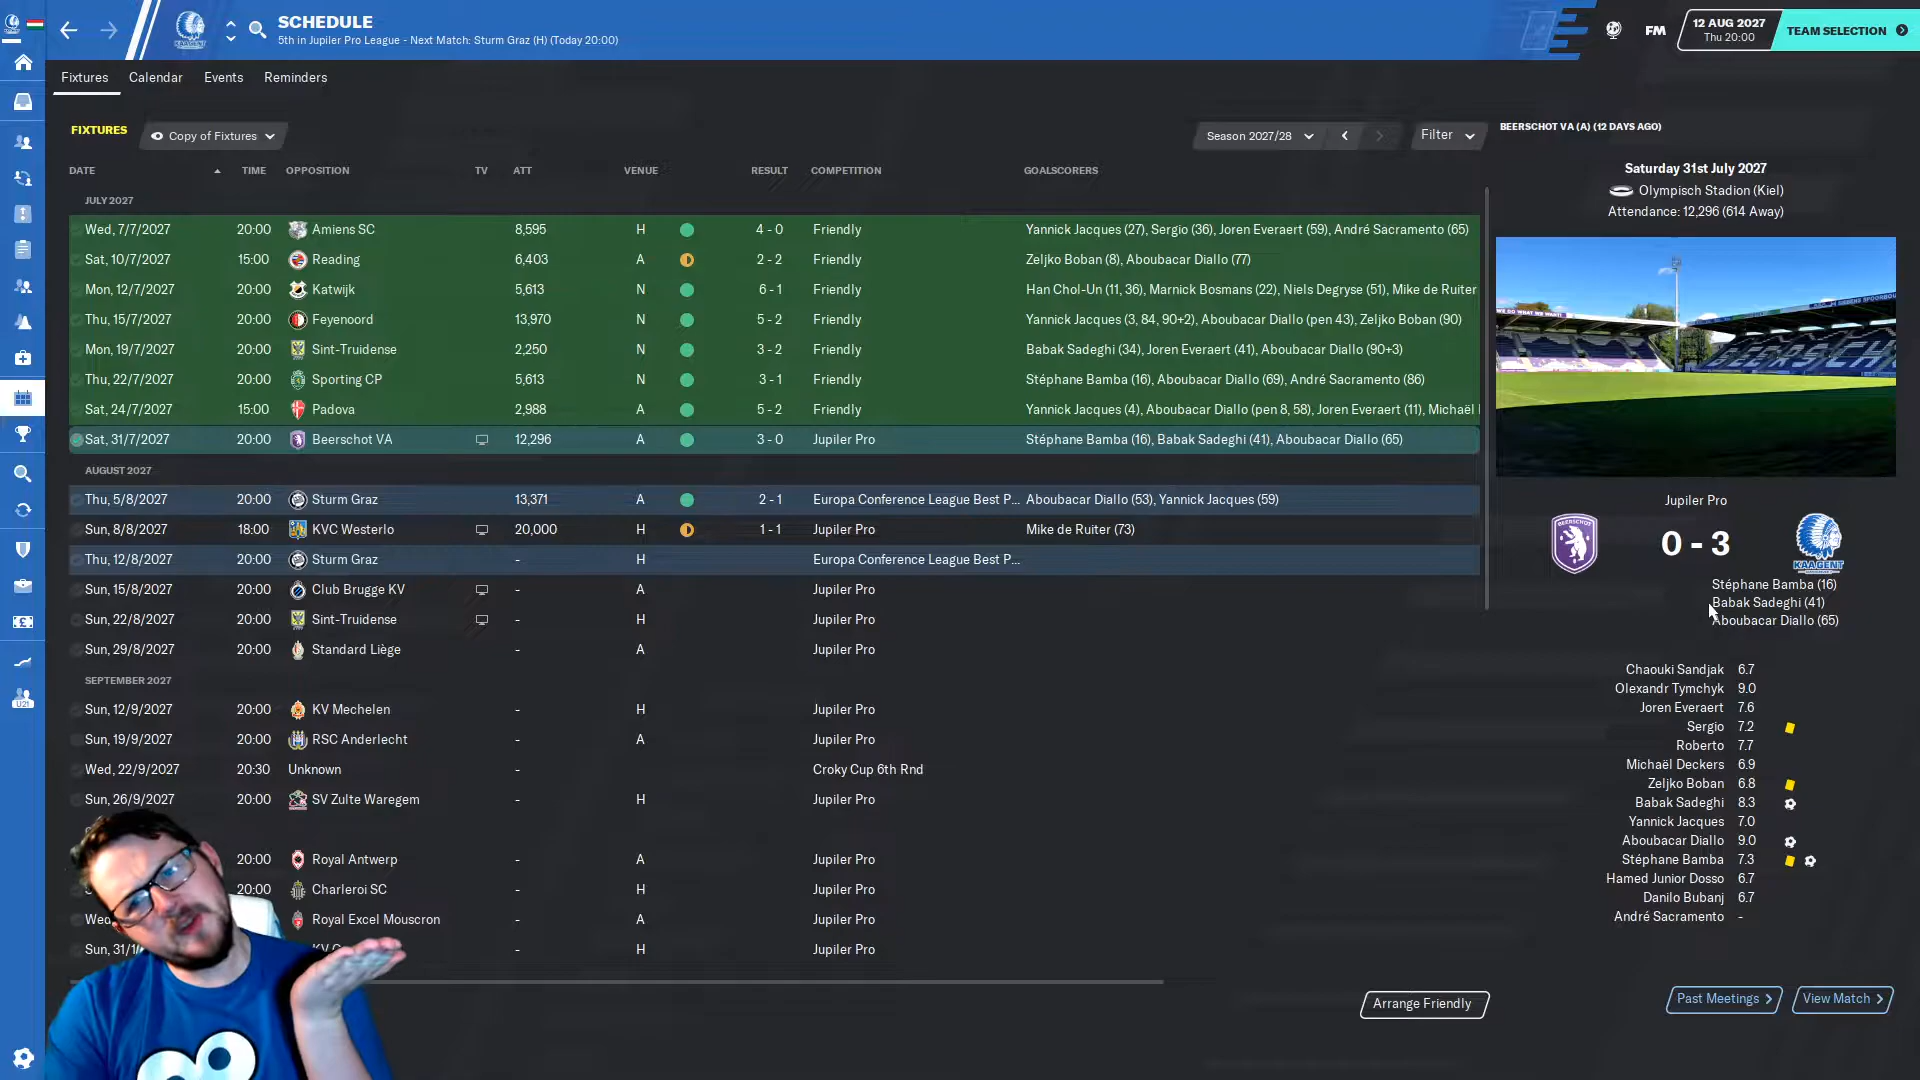 SCHEDULE
5th in Jupiler Pro League - Next Match: Sturm Graz (H) (Today 20:00)
FM
12 AUG 2027
Thu 20:00
TEAM SELECTION
Fixtures Calendar Events Reminders
FIXTURES Copy of Fixtures Season 2027/28 Filter
DATE TIME OPPOSITION TV ATT VENUE RESULT COMPETITION GOALSCORERS
JULY 2027
Wed, 7/7/2027 20:00 Amiens SC 8,595 H 4 - 0 Friendly Yannick Jacques (27), Sergio (36), Joren Everaert (59), André Sacramento (65)
Sat, 10/7/2027 15:00 Reading 6,403 A 2 - 2 Friendly Zeljko Boban (8), Aboubacar Diallo (77)
Mon, 12/7/2027 20:00 Katwijk 5,613 N 6 - 1 Friendly Han Chol-Un (11, 36), Marnick Bosmans (22), Niels Degryse (51), Mike de Ruiter
Thu, 15/7/2027 20:00 Feyenoord 13,970 N 5 - 2 Friendly Yannick Jacques (3, 84, 90+2), Aboubacar Diallo (pen 43), Zeljko Boban (90)
Mon, 19/7/2027 20:00 Sint-Truidense 2,250 N 3 - 2 Friendly Babak Sadeghi (34), Joren Everaert (41), Aboubacar Diallo (90+3)
Thu, 22/7/2027 20:00 Sporting CP 5,613 N 3 - 1 Friendly Stéphane Bamba (16), Aboubacar Diallo (69), André Sacramento (86)
Sat, 24/7/2027 15:00 Padova 2,988 A 5 - 2 Friendly Yannick Jacques (4), Aboubacar Diallo (pen 8, 58), Joren Everaert (11), Michaël
Sat, 31/7/2027 20:00 Beerschot VA 12,296 A 3 - 0 Jupiler Pro Stéphane Bamba (16), Babak Sadeghi (41), Aboubacar Diallo (65)
AUGUST 2027
Thu, 5/8/2027 20:00 Sturm Graz 13,371 A 2 - 1 Europa Conference League Best P... Aboubacar Diallo (53), Yannick Jacques (59)
Sun, 8/8/2027 18:00 KVC Westerlo 20,000 H 1 - 1 Jupiler Pro Mike de Ruiter (73)
Thu, 12/8/2027 20:00 Sturm Graz - H Europa Conference League Best P...
Sun, 15/8/2027 20:00 Club Brugge KV - A Jupiler Pro
Sun, 22/8/2027 20:00 Sint-Truidense - H Jupiler Pro
Sun, 29/8/2027 20:00 Standard Liège - A Jupiler Pro
SEPTEMBER 2027
Sun, 12/9/2027 20:00 KV Mechelen - H Jupiler Pro
Sun, 19/9/2027 20:00 RSC Anderlecht - A Jupiler Pro
Wed, 22/9/2027 20:30 Unknown - Croky Cup 6th Rnd
Sun, 26/9/2027 20:00 SV Zulte Waregem - H Jupiler Pro
20:00 Royal Antwerp - A Jupiler Pro
20:00 Charleroi SC - H Jupiler Pro
Wed Royal Excel Mouscron - A Jupiler Pro
Sun, 31/ KV - H Jupiler Pro
Arrange Friendly
BEERSCHOT VA (A) (12 DAYS AGO)
Saturday 31st July 2027
Olympisch Stadion (Kiel)
Attendance: 12,296 (614 Away)
Jupiler Pro
BEERSCHOT 0 - 3 KAAGENT
Stéphane Bamba (16)
Babak Sadeghi (41)
Aboubacar Diallo (65)
Chaouki Sandjak 6.7
Olexandr Tymchyk 9.0
Joren Everaert 7.6
Sergio 7.2
Roberto 7.7
Michaël Deckers 6.9
Zeljko Boban 6.8
Babak Sadeghi 8.3
Yannick Jacques 7.0
Aboubacar Diallo 9.0
Stéphane Bamba 7.3
Hamed Junior Dosso 6.7
Danilo Bubanj 6.7
André Sacramento -
Past Meetings View Match
U21